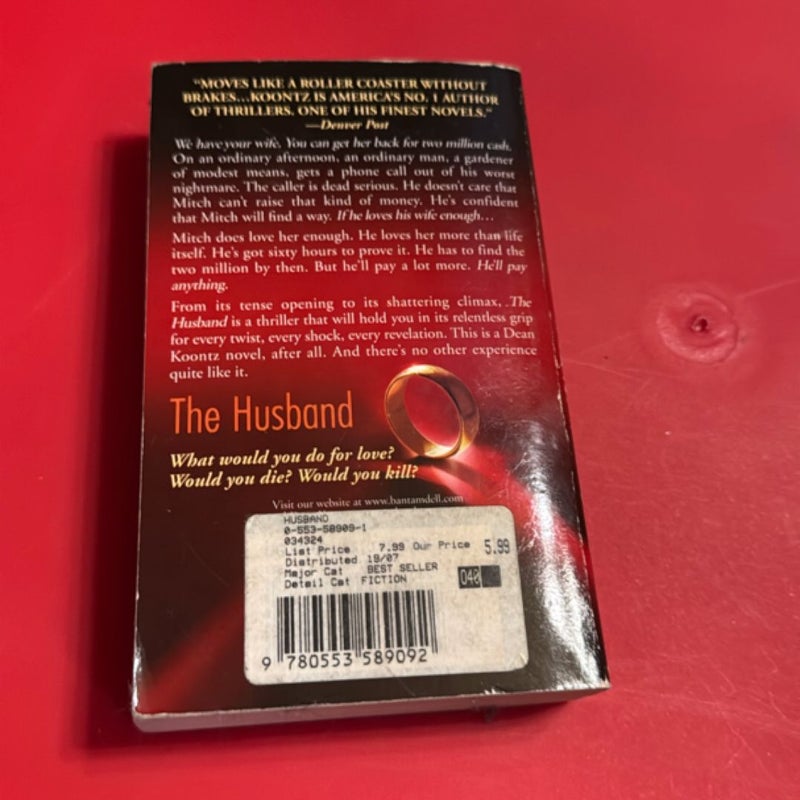 "MOVES LIKE A ROLLER COASTER WITHOUT
BRAKES...KOONTZ IS AMERICA'S NO. 1 AUTHOR
OF THRILLERS. ONE OF HIS FINEST NOVELS."
—Denver Post
We have your wife. You can get her back for two million cash.
On an ordinary afternoon, an ordinary man, a gardener
of modest means, gets a phone call out of his worst
nightmare. The caller is dead serious. He doesn't care that
Mitch can't raise that kind of money. He's confident
that Mitch will find a way. If he loves his wife enough...
Mitch does love her enough. He loves her more than life
itself. He's got sixty hours to prove it. He has to find the
two million by then. But he'll pay a lot more. He'll pay
anything.
From its tense opening to its shattering climax, The
Husband is a thriller that will hold you in its relentless grip
for every twist, every shock, every revelation. This is a Dean
Koontz novel, after all. And there's no other experience
quite like it.
The Husband
What would you do for love?
Would you die? Would you kill?
Visit our website at www.bantamdell.com
HUSBAND
0-553-58909-1
034324
List Price 7.99 Our Price 5.99
Distributed 19/07
Major Cat BEST SELLER
Detail Cat FICTION
040
9 780553 589092